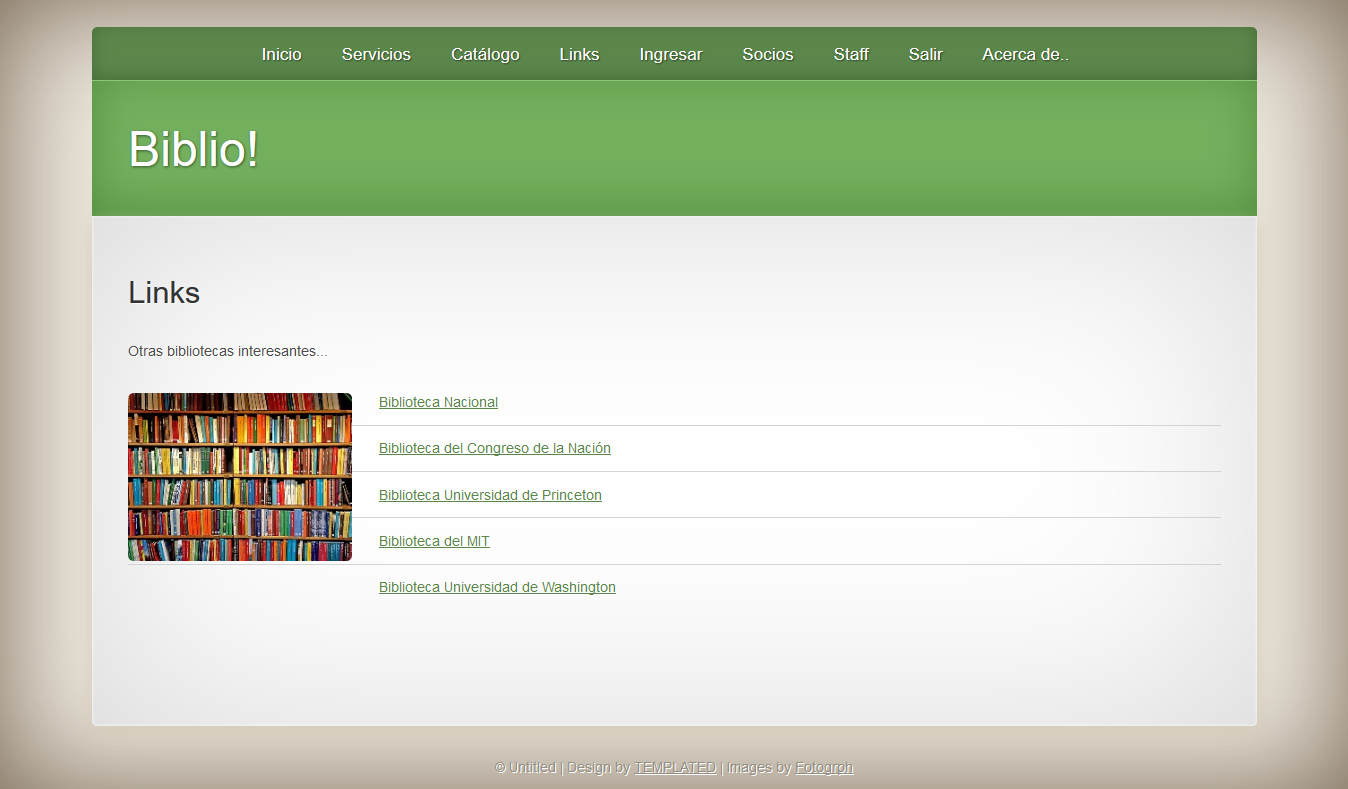 Inicio Servicios Catálogo Links Ingresar Socios Staff Salir Acerca de..
Biblio!
Links
Otras bibliotecas interesantes...
Biblioteca Nacional
Biblioteca del Congreso de la Nación
Biblioteca Universidad de Princeton
Biblioteca del MIT
Biblioteca Universidad de Washington
© Untitled | Design by TEMPLATED | Images by Fotogrph